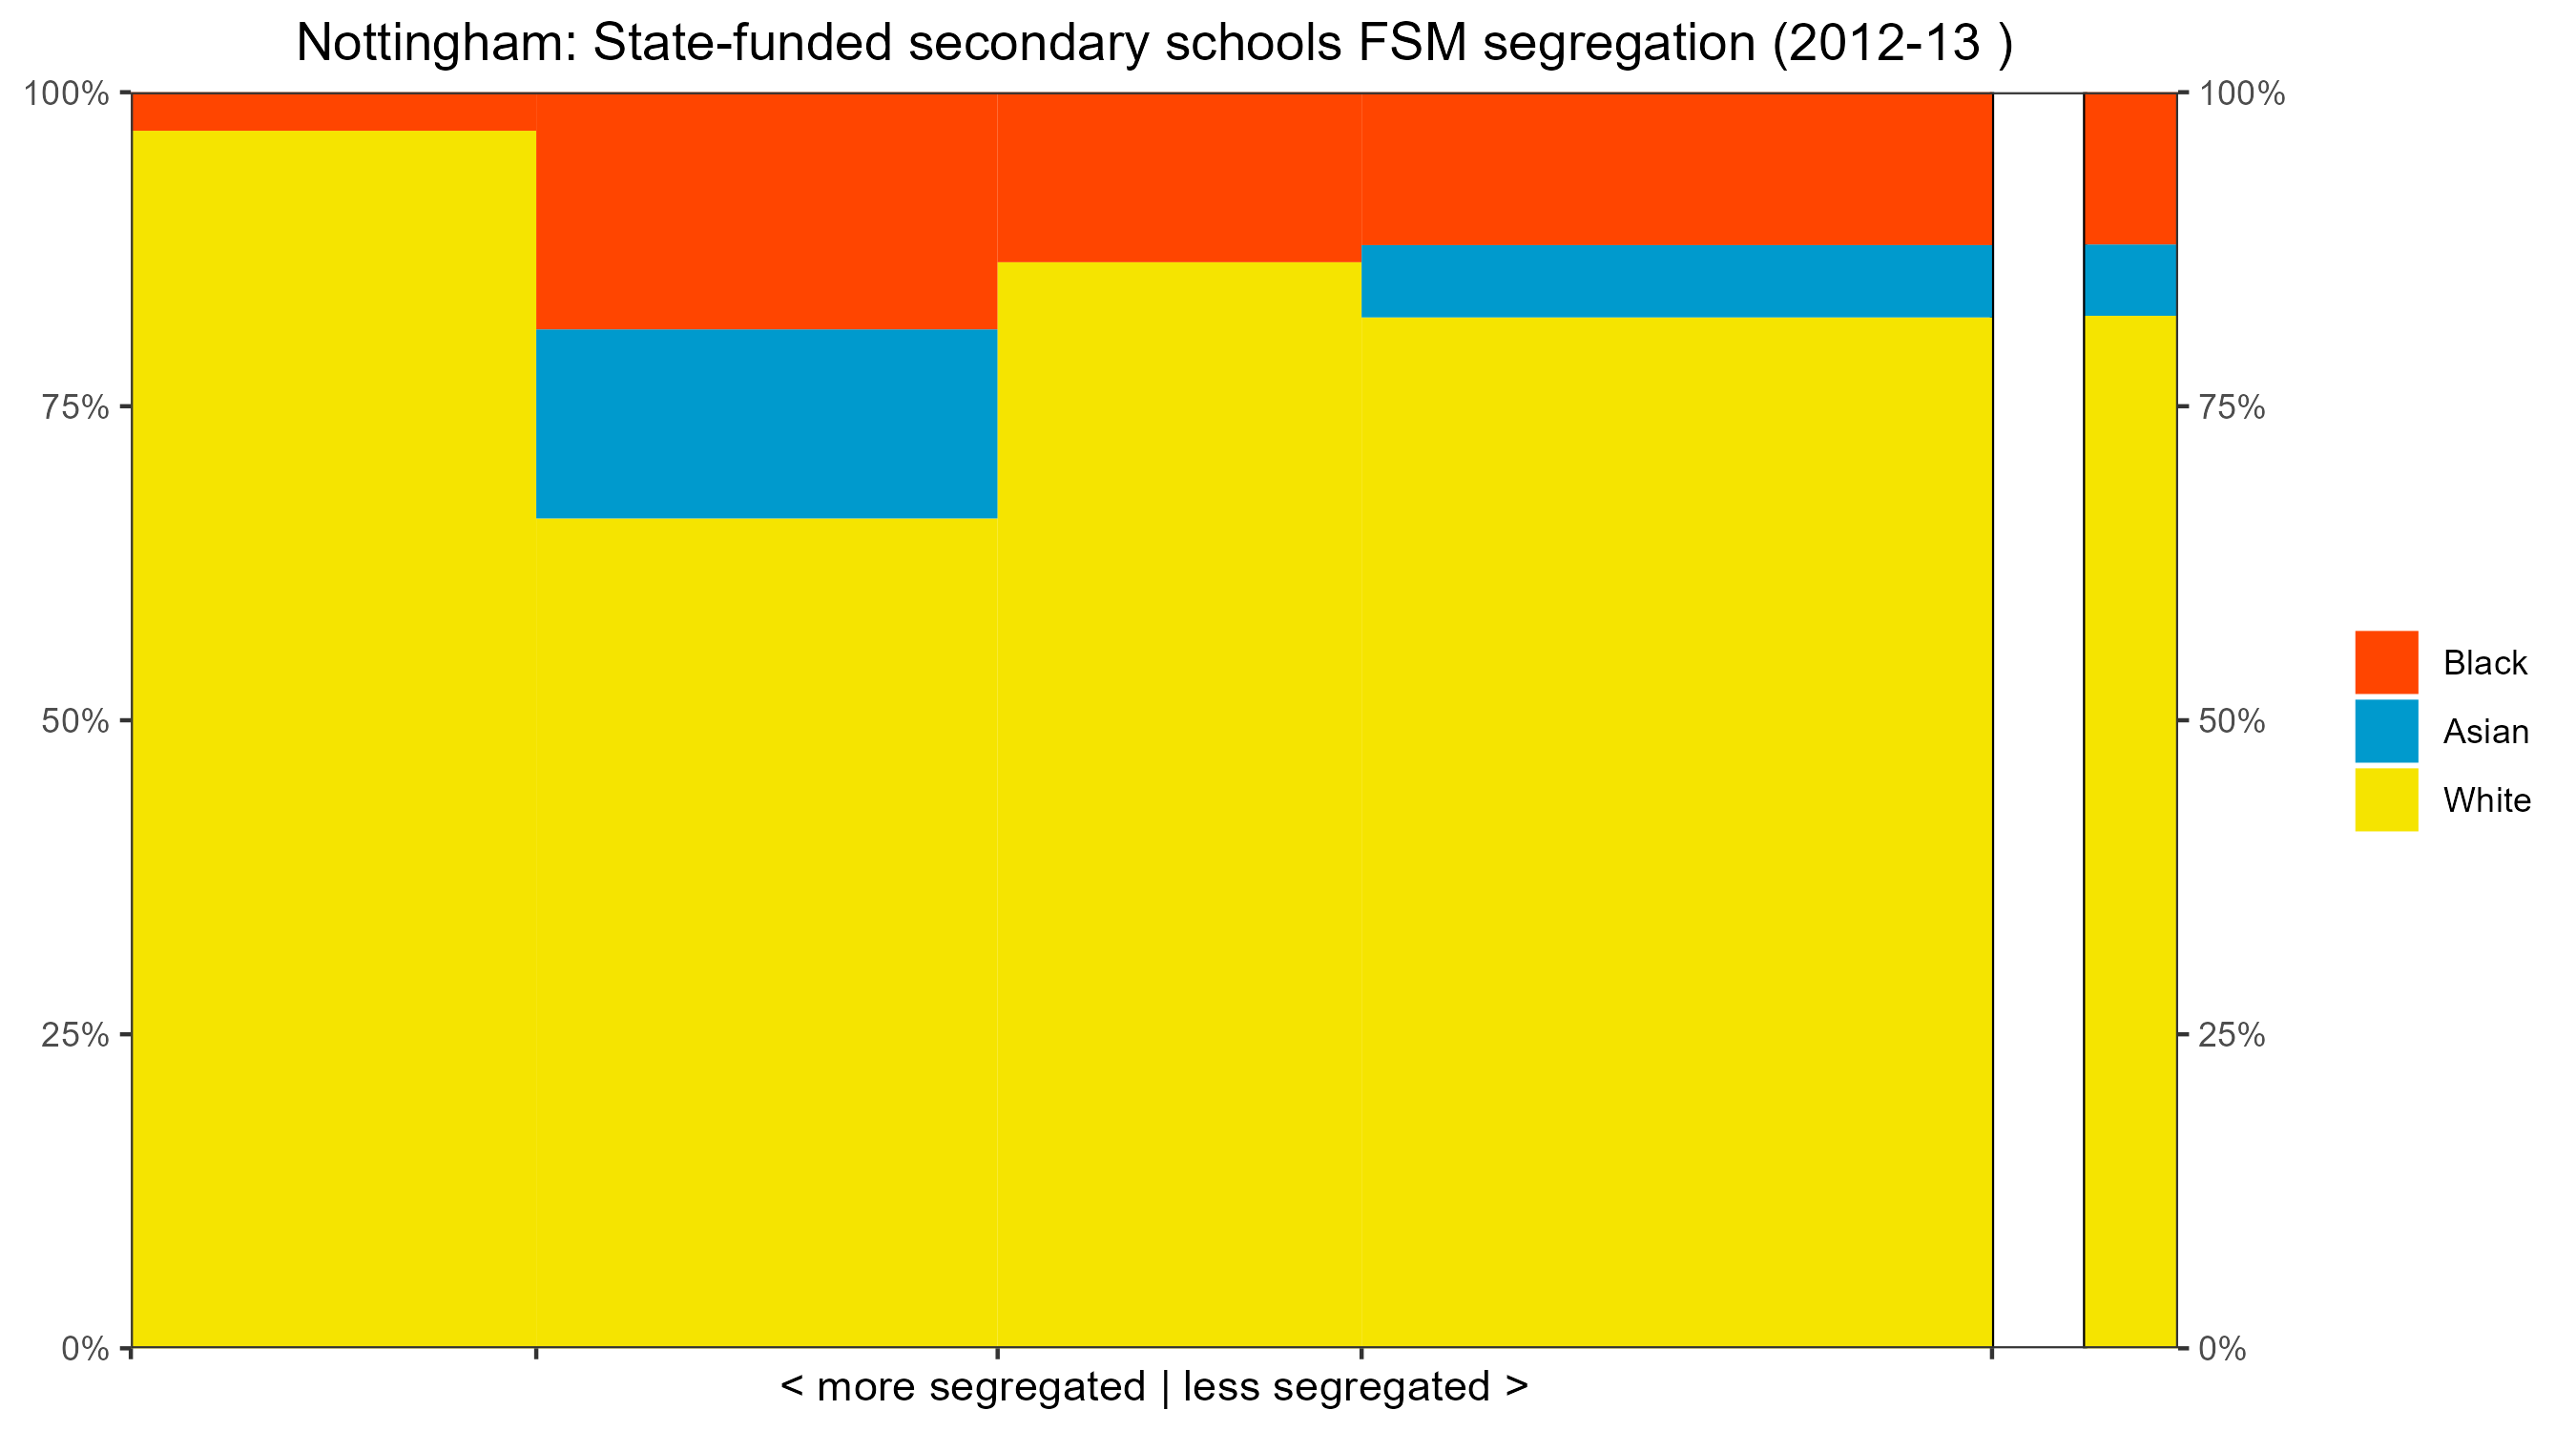 Nottingham: State-funded secondary schools FSM segregation (2012-13 )
100%
75%
50%
25%
0%
100%
75%
50%
25%
0%
Black
Asian
White
< more segregated | less segregated >